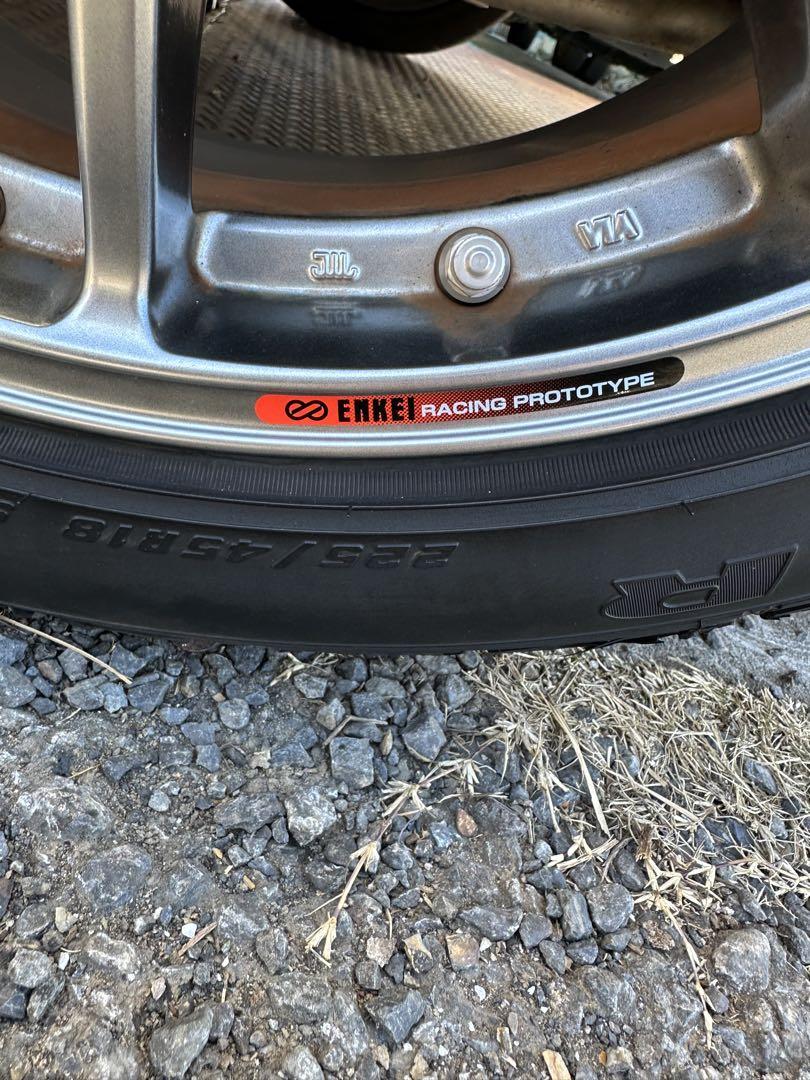 JWL
VIA
ENKEI RACING PROTOTYPE
225/45R18